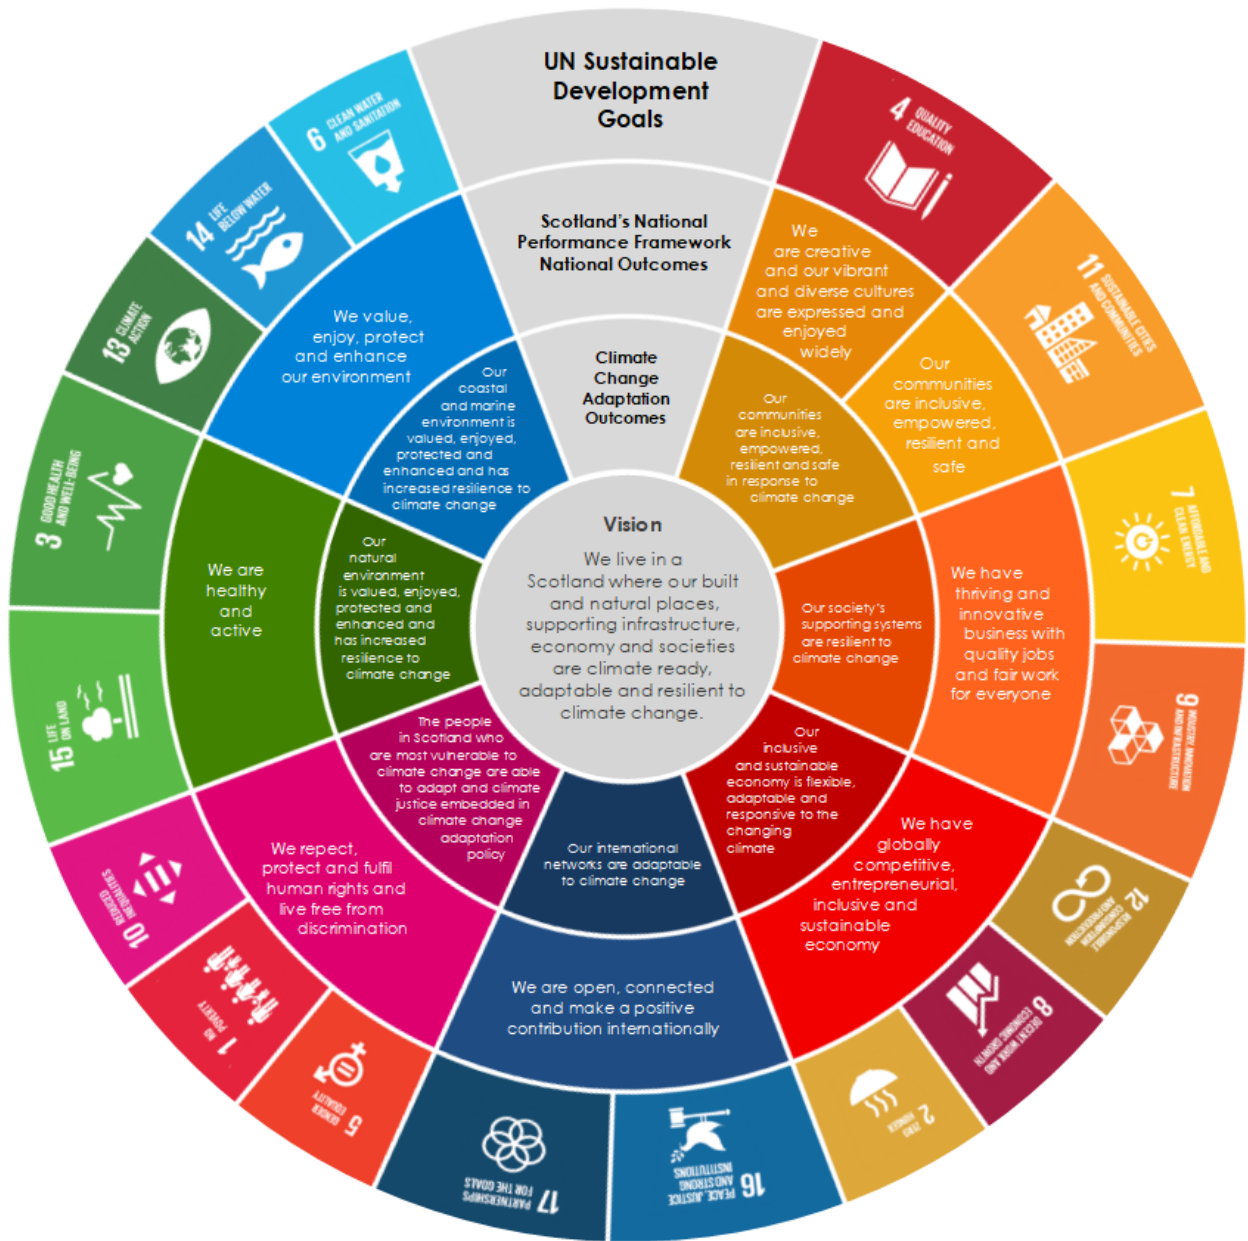 UN Sustainable
Development
Goals
Scotland's National
Performance Framework
National Outcomes
Climate
Change
Adaptation
Outcomes
Vision
We live in a
Scotland where our built
and natural places,
supporting infrastructure,
economy and societies
are climate ready,
adaptable and resilient to
climate change.
4 QUALITY
EDUCATION
11 SUSTAINABLE CITIES
AND COMMUNITIES
7 AFFORDABLE AND
CLEAN ENERGY
9 INDUSTRY, INNOVATION
AND INFRASTRUCTURE
12 RESPONSIBLE
CONSUMPTION
AND PRODUCTION
8 DECENT WORK AND
ECONOMIC GROWTH
2 ZERO
HUNGER
16 PEACE, JUSTICE
AND STRONG
INSTITUTIONS
17 PARTNERSHIPS
FOR THE GOALS
5 GENDER
EQUALITY
1 NO
POVERTY
10 REDUCED
INEQUALITIES
15 LIFE
ON LAND
3 GOOD HEALTH
AND WELL-BEING
13 CLIMATE
ACTION
14 LIFE
BELOW WATER
6 CLEAN WATER
AND SANITATION
We
are creative
and our vibrant
and diverse cultures
are expressed and
enjoyed
widely
Our
communities
are inclusive,
empowered,
resilient and
safe
We have
thriving and
innovative
business with
quality jobs
and fair work
for everyone
We have
globally
competitive,
entrepreneurial,
inclusive and
sustainable
economy
We are open, connected
and make a positive
contribution internationally
We repect,
protect and fulfil
human rights and
live free from
discrimination
We are
healthy
and
active
We value,
enjoy, protect
and enhance
our environment
Our
communities
are inclusive,
empowered,
resilient and safe
in response to
climate change
Our society's
supporting systems
are resilient to
climate change
Our
inclusive
and sustainable
economy is flexible,
adaptable and
responsive to the
changing
climate
Our international
networks are adaptable
to climate change
The people
in Scotland who
are most vulnerable to
climate change are able
to adapt and climate
justice embedded in
climate change
adaptation
policy
Our
natural
environment
is valued, enjoyed,
protected and
enhanced and
has increased
resilience to
climate change
Our
coastal
and marine
environment is
valued, enjoyed,
protected and
enhanced and has
increased resilience to
climate change